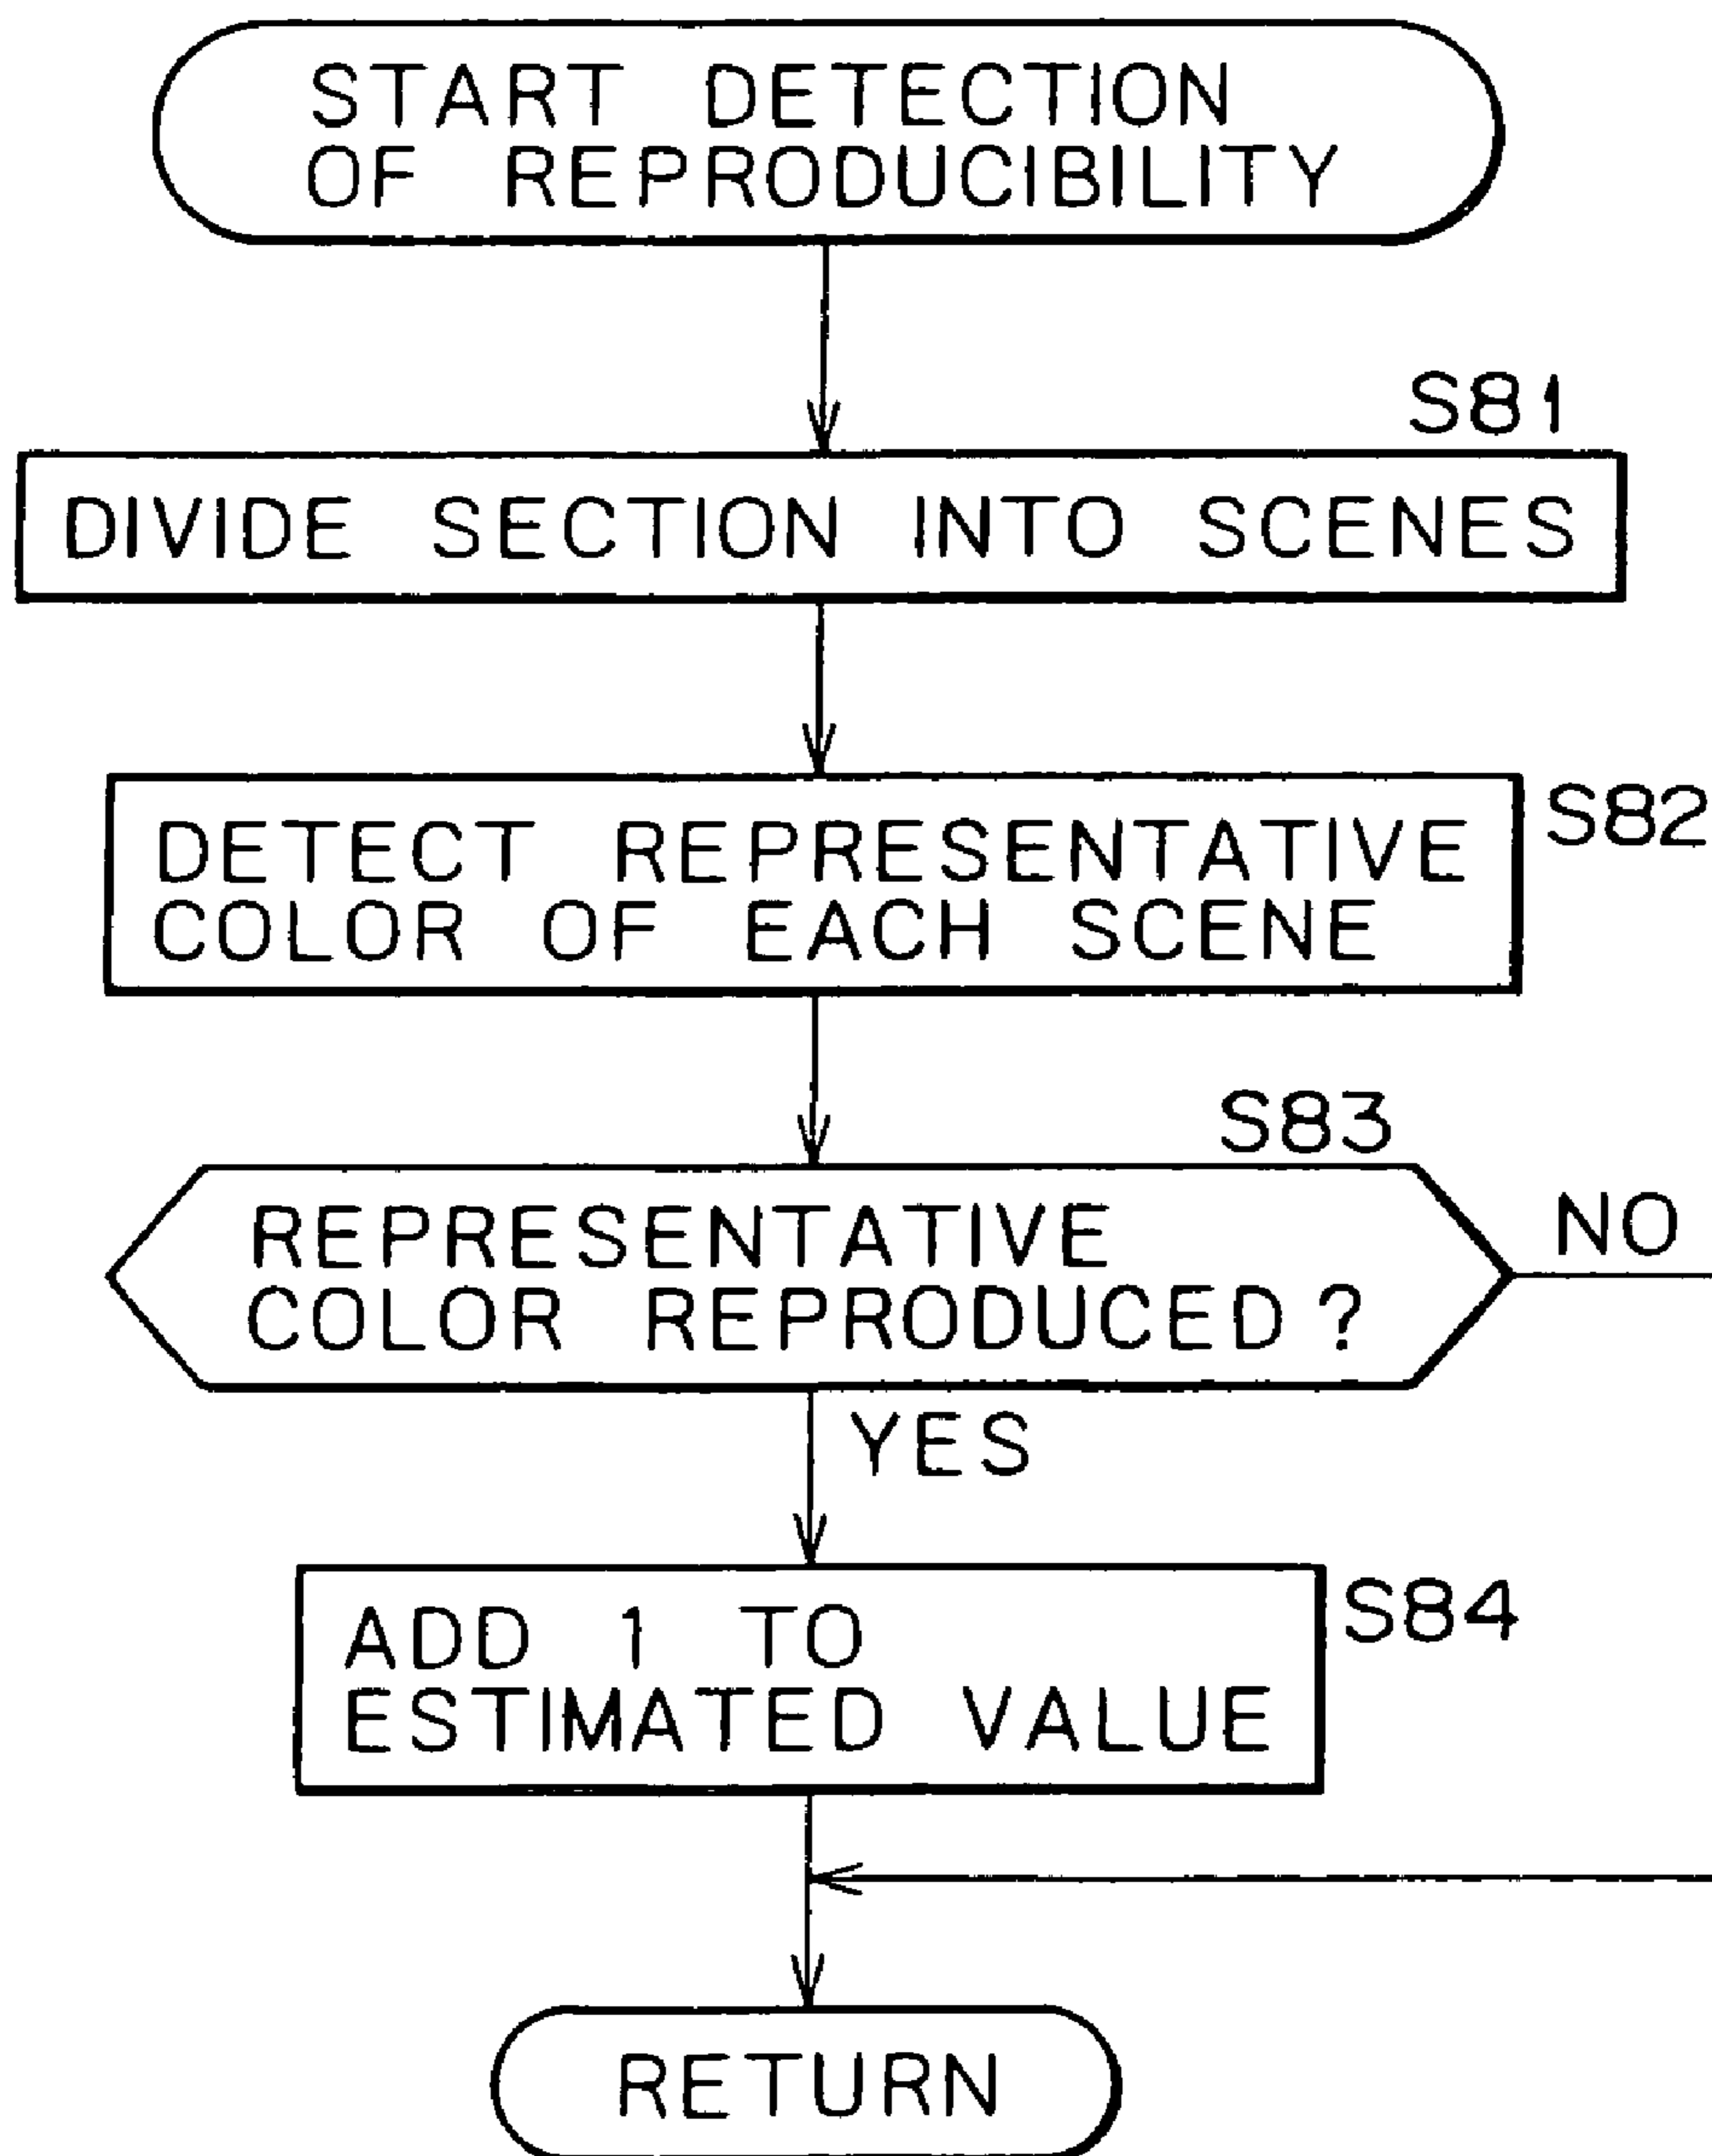 START DETECTION
OF REPRODUCIBILITY
S81
DIVIDE SECTION INTO SCENES
S82
DETECT REPRESENTATIVE
COLOR OF EACH SCENE
S83
REPRESENTATIVE
COLOR REPRODUCED?
NO
YES
S84
ADD 1 TO
ESTIMATED VALUE
RETURN